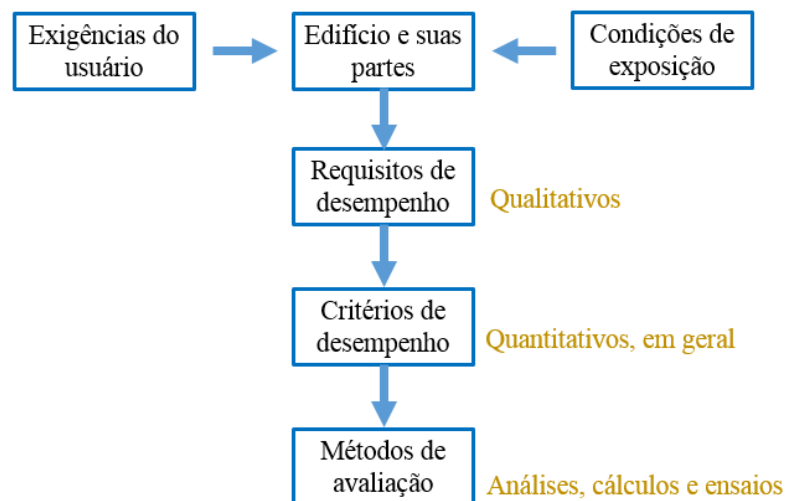 Exigências do
usuário
Edifício e suas
partes
Condições de
exposição
Requisitos de
desempenho
Qualitativos
Critérios de
desempenho
Quantitativos, em geral
Métodos de
avaliação
Análises, cálculos e ensaios